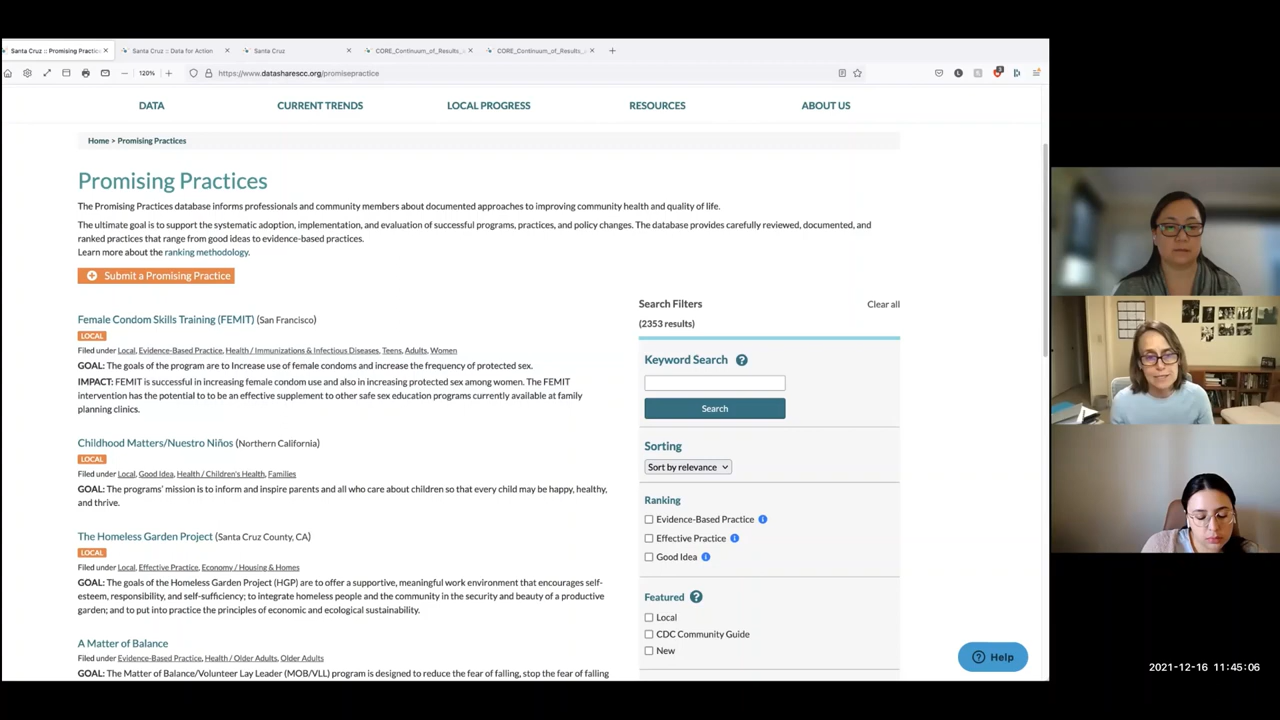 Santa Cruz :: Promising Practic
Santa Cruz :: Data for Action
Santa Cruz
CORE_Continuum_of_Results_
CORE_Continuum_of_Results_
120%
https://www.datasharescc.org/promisepractice
DATA
CURRENT TRENDS
LOCAL PROGRESS
RESOURCES
ABOUT US
Home > Promising Practices
Promising Practices
The Promising Practices database informs professionals and community members about documented approaches to improving community health and quality of life.
The ultimate goal is to support the systematic adoption, implementation, and evaluation of successful programs, practices, and policy changes. The database provides carefully reviewed, documented, and
ranked practices that range from good ideas to evidence-based practices.
Learn more about the ranking methodology.
Submit a Promising Practice
Female Condom Skills Training (FEMIT) (San Francisco)
LOCAL
Filed under Local, Evidence-Based Practice, Health / Immunizations & Infectious Diseases, Teens, Adults, Women
GOAL: The goals of the program are to Increase use of female condoms and increase the frequency of protected sex.
IMPACT: FEMIT is successful in increasing female condom use and also in increasing protected sex among women. The FEMIT
intervention has the potential to to be an effective supplement to other safe sex education programs currently available at family
planning clinics.
Childhood Matters/Nuestro Niños (Northern California)
LOCAL
Filed under Local, Good Idea, Health / Children's Health, Families
GOAL: The programs' mission is to inform and inspire parents and all who care about children so that every child may be happy, healthy,
and thrive.
The Homeless Garden Project (Santa Cruz County, CA)
LOCAL
Filed under Local, Effective Practice, Economy / Housing & Homes
GOAL: The goals of the Homeless Garden Project (HGP) are to offer a supportive, meaningful work environment that encourages self-
esteem, responsibility, and self-sufficiency; to integrate homeless people and the community in the security and beauty of a productive
garden; and to put into practice the principles of economic and ecological sustainability.
A Matter of Balance
Filed under Evidence-Based Practice, Health / Older Adults, Older Adults
GOAL: The Matter of Balance/Volunteer Lay Leader (MOB/VLL) program is designed to reduce the fear of falling, stop the fear of falling
Search Filters
Clear all
(2353 results)
Keyword Search
Search
Sorting
Sort by relevance
Ranking
Evidence-Based Practice
Effective Practice
Good Idea
Featured
Local
CDC Community Guide
New
Help
2021-12-16 11:45:06